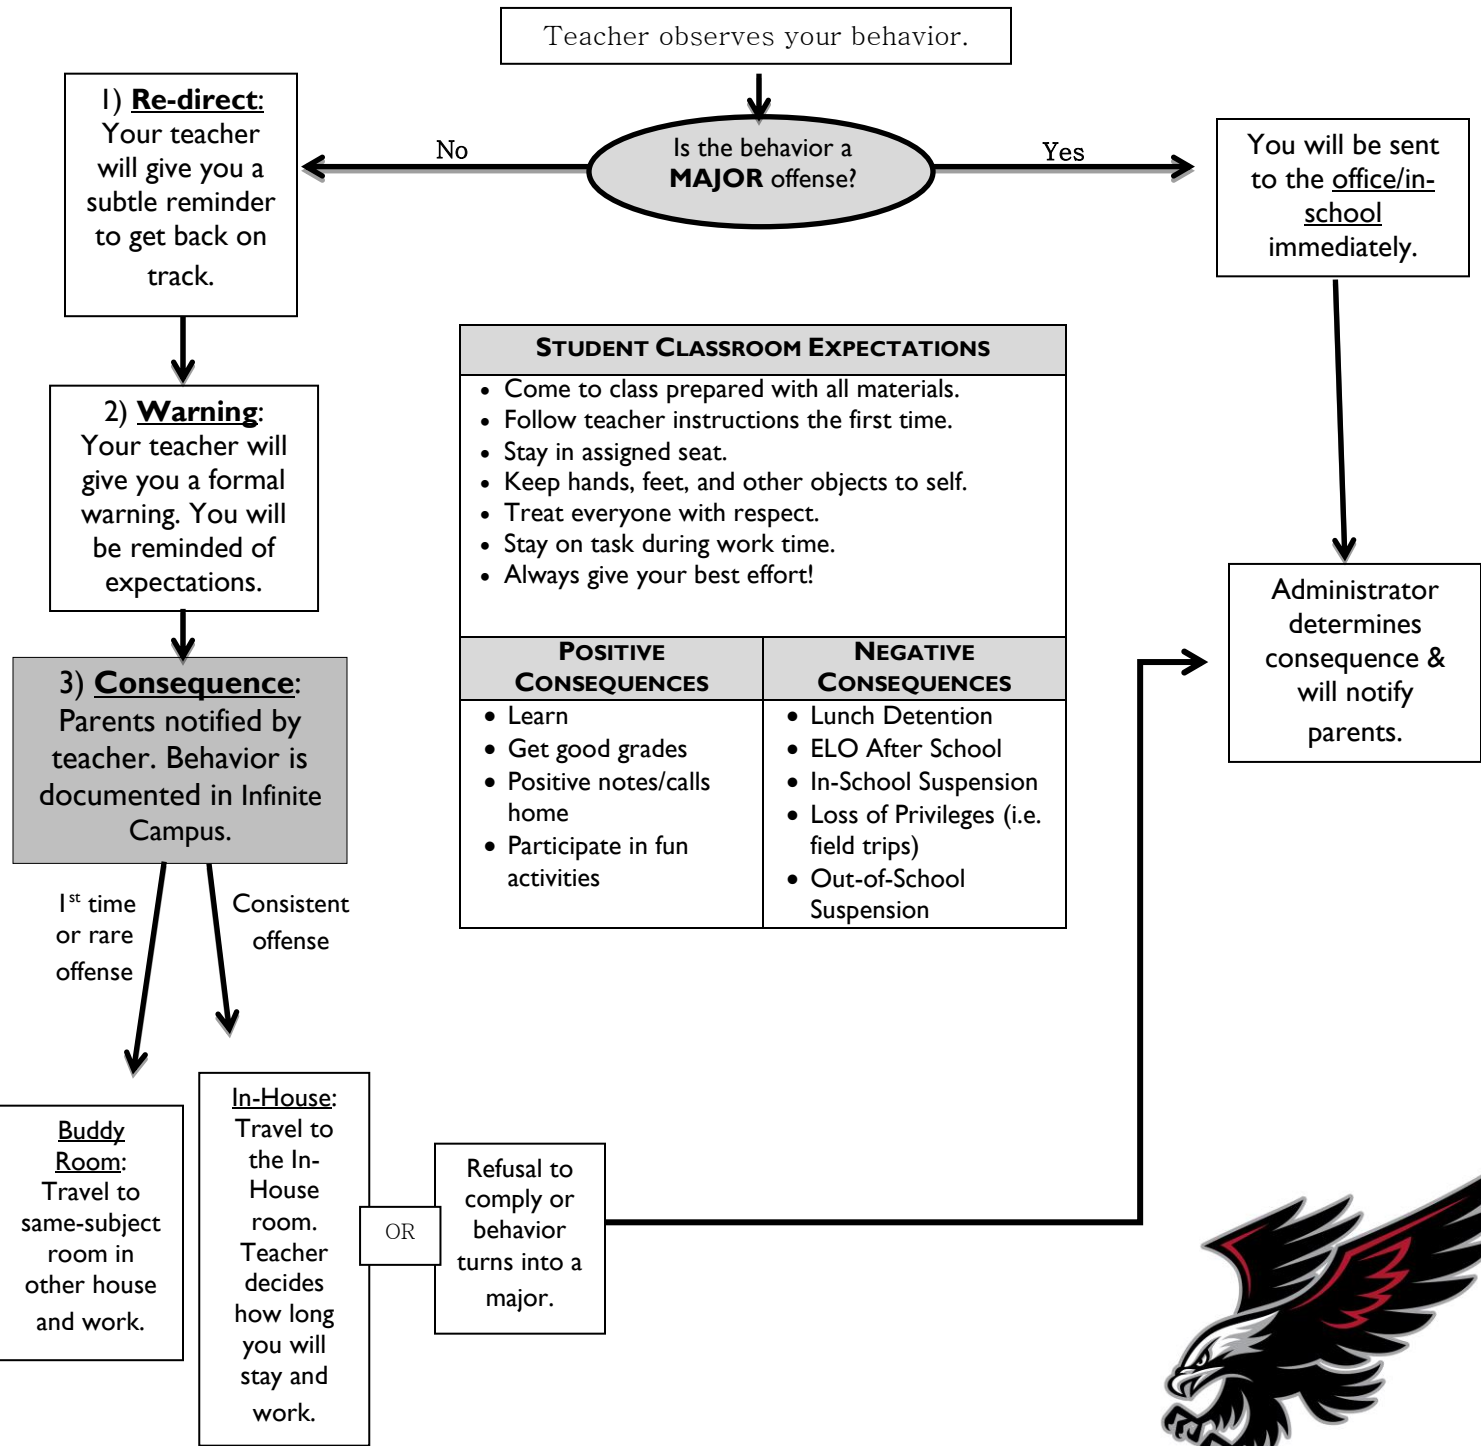 Teacher observes your behavior.
1) Re-direct:
Your teacher
will give you a
subtle reminder
to get back on
track.
No
Is the behavior a
MAJOR offense?
Yes
You will be sent
to the office/in-
school
immediately.
2) Warning:
Your teacher will
give you a formal
warning. You will
be reminded of
expectations.
STUDENT CLASSROOM EXPECTATIONS
• Come to class prepared with all materials.
• Follow teacher instructions the first time.
• Stay in assigned seat.
• Keep hands, feet, and other objects to self.
• Treat everyone with respect.
• Stay on task during work time.
• Always give your best effort!
POSITIVE
CONSEQUENCES
• Learn
• Get good grades
• Positive notes/calls
home
• Participate in fun
activities
NEGATIVE
CONSEQUENCES
• Lunch Detention
• ELO After School
• In-School Suspension
• Loss of Privileges (i.e.
field trips)
• Out-of-School
Suspension
Administrator
determines
consequence &
will notify
parents.
3) Consequence:
Parents notified by
teacher. Behavior is
documented in Infinite
Campus.
1st time
or rare
offense
Consistent
offense
Buddy
Room:
Travel to
same-subject
room in
other house
and work.
In-House:
Travel to
the In-
House
room.
Teacher
decides
how long
you will
stay and
work.
OR
Refusal to
comply or
behavior
turns into a
major.